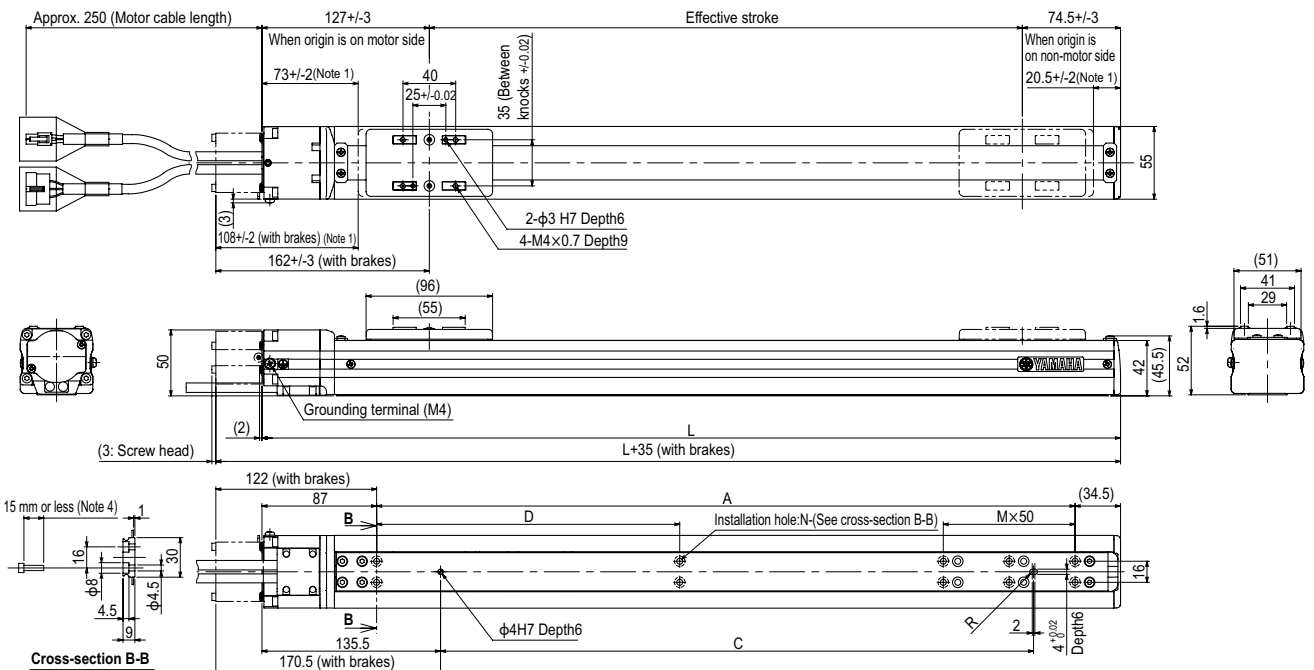 Approx. 250 (Motor cable length)
127+/-3
Effective stroke
74.5+/-3
When origin is on motor side
When origin
is on non-motor side
73+/-2(Note 1)
40
25+/-0.02
35 (Between
knocks +/-0.02)
20.5+/-2(Note 1)
55
(3)
2-φ3 H7 Depth6
4-M4×0.7 Depth9
108+/-2 (with brakes) (Note 1)
162+/-3 (with brakes)
(96)
(55)
(51)
41
29
1.6
52
50
YAMAHA
42
(45.5)
Grounding terminal (M4)
(2)
L
(3: Screw head)
L+35 (with brakes)
122 (with brakes)
87
A
(34.5)
15 mm or less (Note 4)
1
B
D
Installation hole:N-(See cross-section B-B)
M×50
16
30
φ8
φ4.5
4.5
9
16
B
φ4H7 Depth6
R
2
4 +0.02 0
Depth6
135.5
C
170.5 (with brakes)
Cross-section B-B